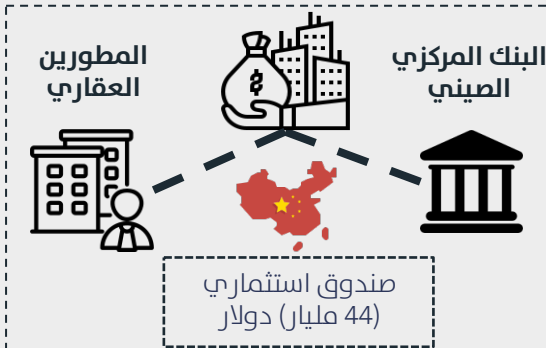 البنك المركزي
الصيني
المطورين
العقاري
$
صندوق استثماري
(44 مليار) دولار